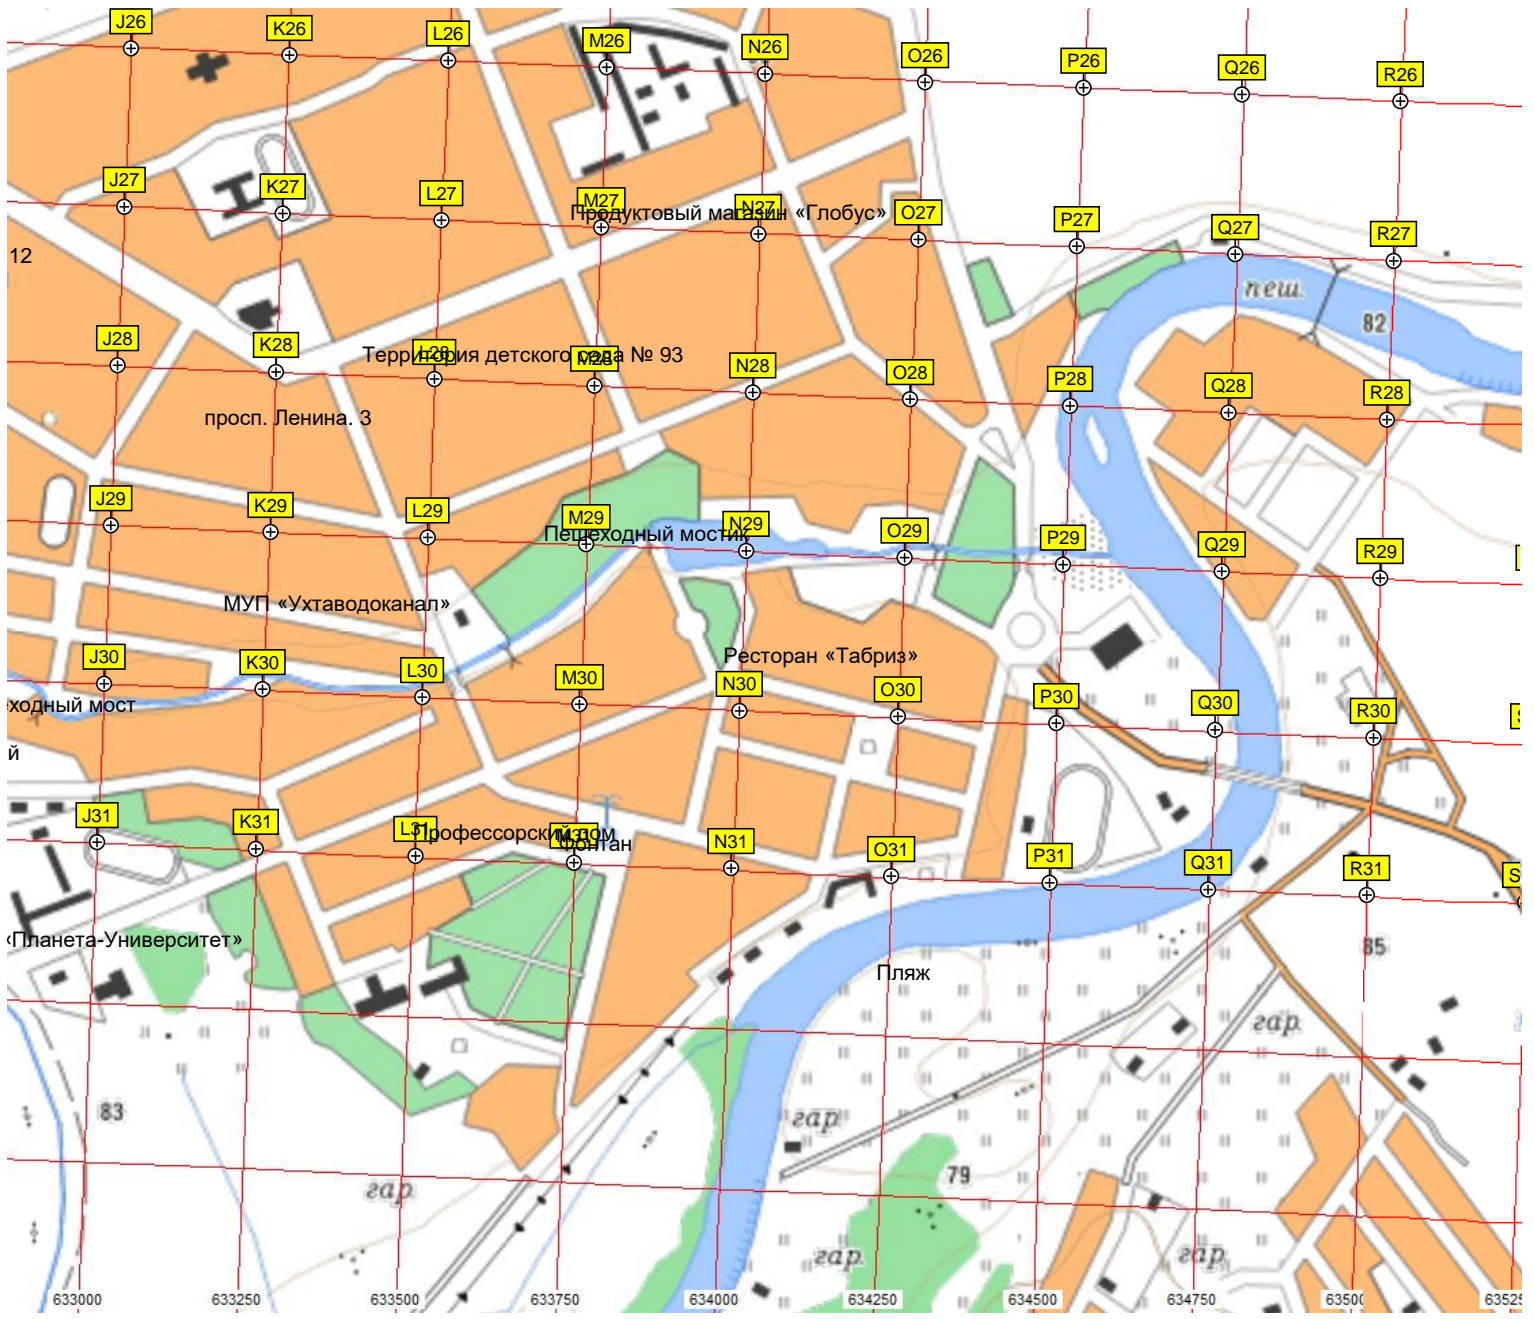 J26 K26 L26 M26 N26 O26 P26 Q26 R26
J27 K27 L27 M27 N27 O27 P27 Q27 R27
Продуктовый магазин «Глобус»
12
пеш.
82
J28 K28 L28 M28 N28 O28 P28 Q28 R28
Территория детского сада № 93
просп. Ленина. 3
J29 K29 L29 M29 N29 O29 P29 Q29 R29
Пешеходный мостик
МУП «Ухтаводоканал»
Ресторан «Табриз»
J30 K30 L30 M30 N30 O30 P30 Q30 R30
ходный мост
й
J31 K31 L31 M31 N31 O31 P31 Q31 R31 S
Профессорский дом
Фонтан
«Планета-Университет»
85
Пляж
гар.
83
гар.
79
гар.
гар.
гар.
633000 633250 633500 633750 634000 634250 634500 634750 63500 63525